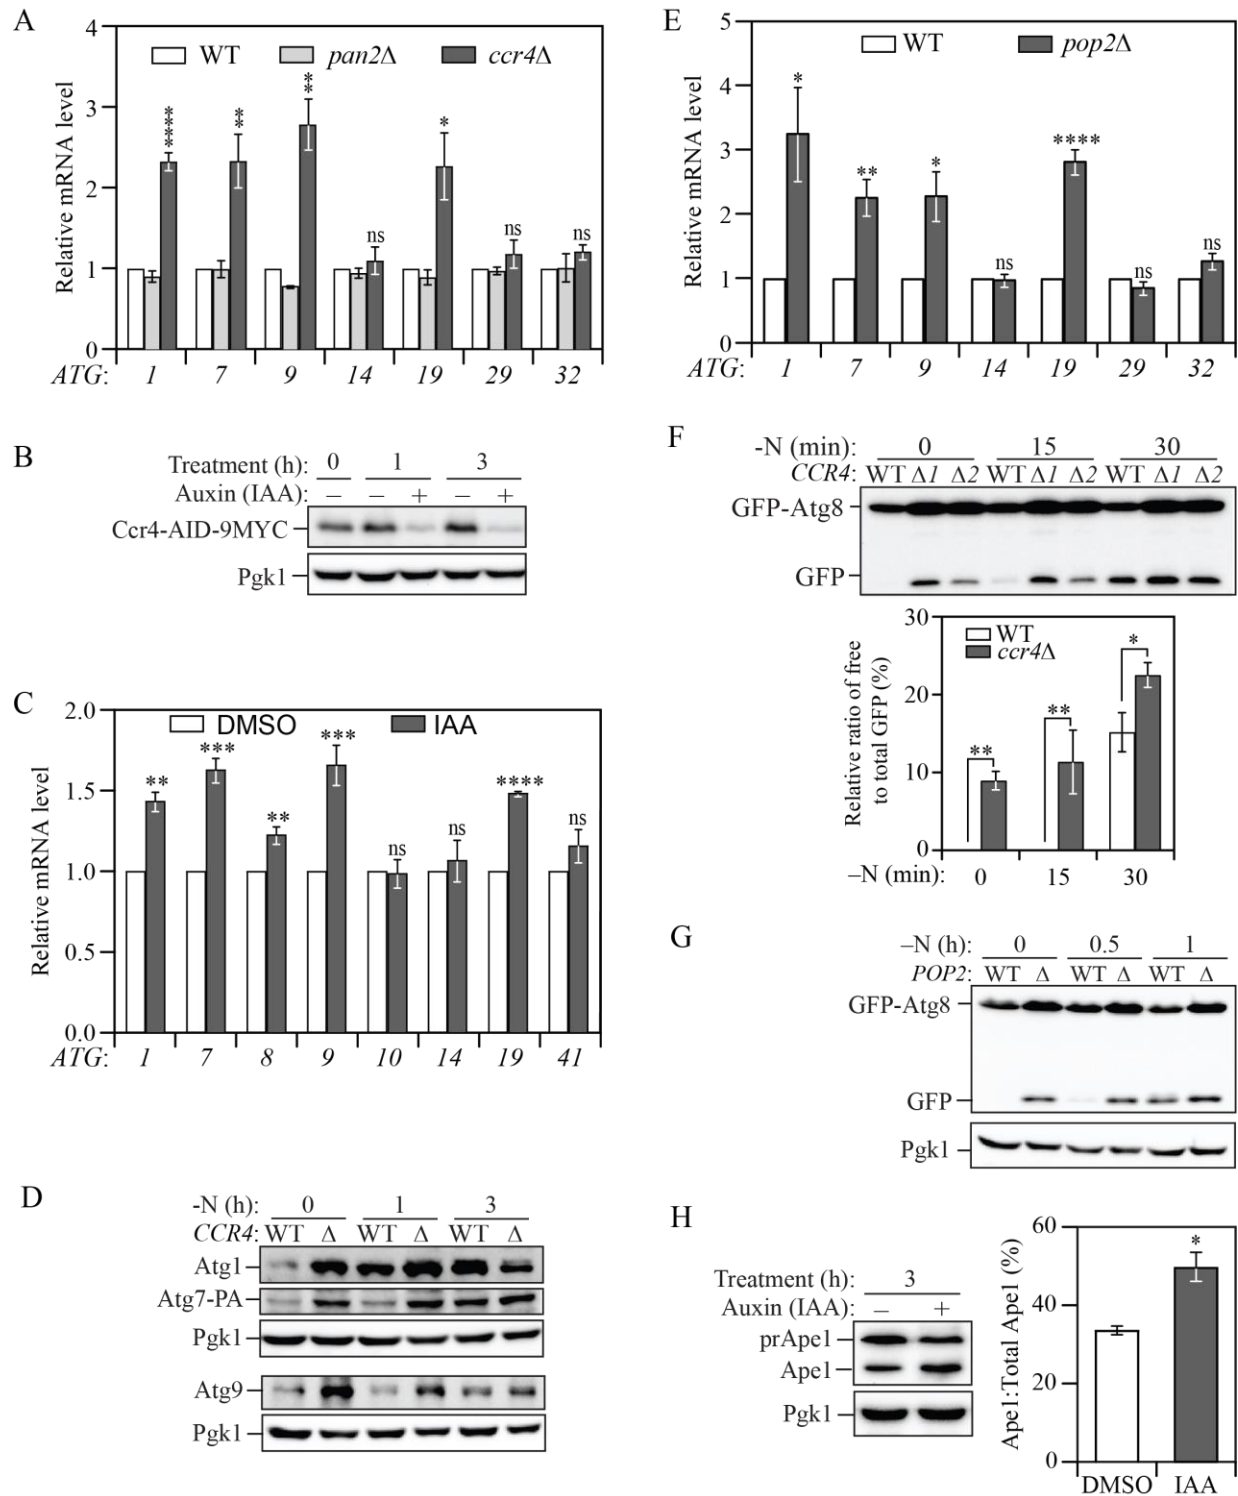 A
4
3
2
1
0
Relative mRNA level
WT pan2Δ ccr4Δ
**** ** ** ns * ns ns
ATG: 1 7 9 14 19 29 32
B
Treatment (h): 0 1 3
Auxin (IAA): – – + – +
Ccr4-AID-9MYC
Pgk1
C
2.0
1.5
1.0
0.5
0.0
Relative mRNA level
DMSO IAA
** *** ** *** ns ns **** ns
ATG: 1 7 8 9 10 14 19 41
D
-N (h): 0 1 3
CCR4: WT Δ WT Δ WT Δ
Atg1
Atg7-PA
Pgk1
Atg9
Pgk1
E
5
4
3
2
1
0
Relative mRNA level
WT pop2Δ
* ** * ns **** ns ns
ATG: 1 7 9 14 19 29 32
F
-N (min): 0 15 30
CCR4: WT Δ1 Δ2 WT Δ1 Δ2 WT Δ1 Δ2
GFP-Atg8
GFP
30
20
10
0
Relative ratio of free
to total GFP (%)
WT
ccr4Δ
** ** *
–N (min): 0 15 30
G
–N (h): 0 0.5 1
POP2: WT Δ WT Δ WT Δ
GFP-Atg8
GFP
Pgk1
H
Treatment (h): 3
Auxin (IAA): – +
prApe1
Ape1
Pgk1
60
40
20
0
Ape1:Total Ape1 (%)
*
DMSO IAA